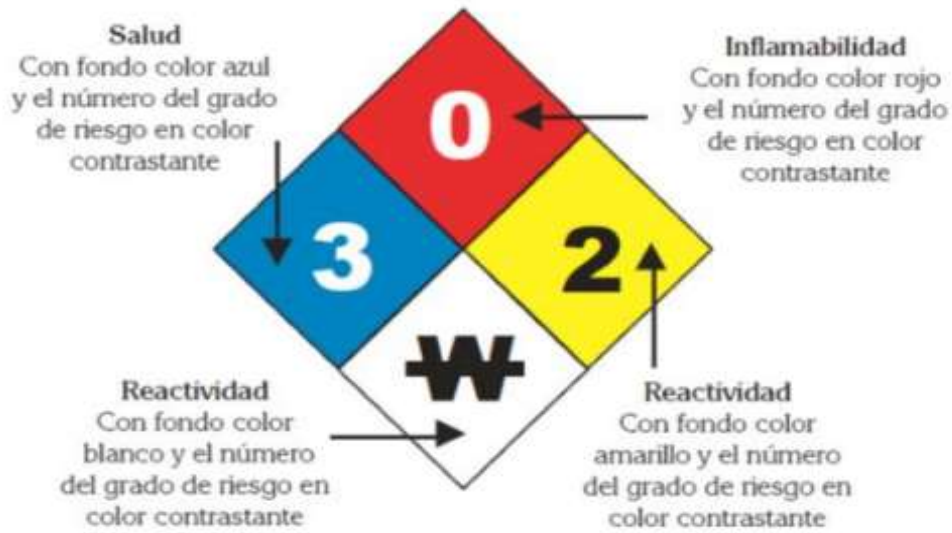 Salud
Con fondo color azul
y el número del grado
de riesgo en color
contrastante
Inflamabilidad
Con fondo color rojo
y el número del grado
de riesgo en color
contrastante
0
3
2
W
Reactividad
Con fondo color
blanco y el número
del grado de riesgo en
color contrastante
Reactividad
Con fondo color
amarillo y el número
del grado de riesgo en
color contrastante